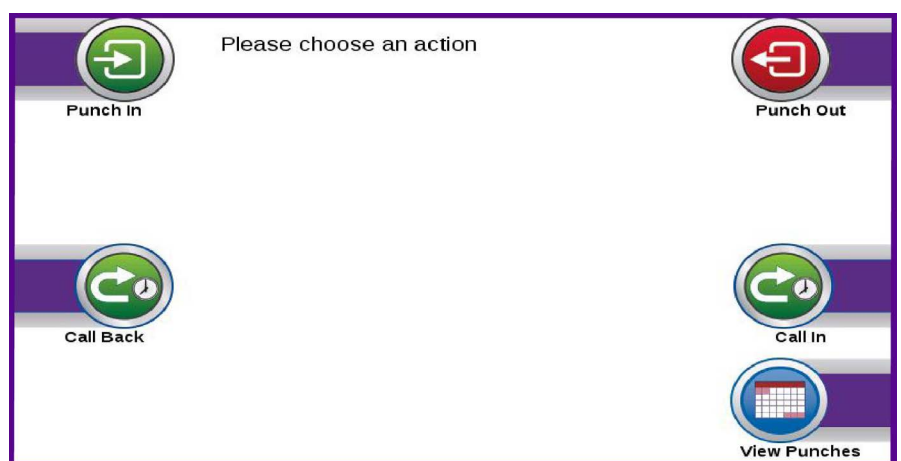 Please choose an action
Punch In
Punch Out
Call Back
Call In
View Punches